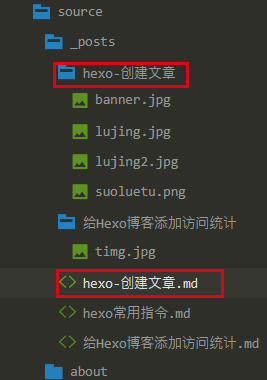 source
_posts
hexo-创建文章
banner.jpg
lujing.jpg
lujing2.jpg
suoluetu.png
给Hexo博客添加访问统计
timg.jpg
<> hexo-创建文章.md
<> hexo常用指令.md
<> 给Hexo博客添加访问统计.md
about